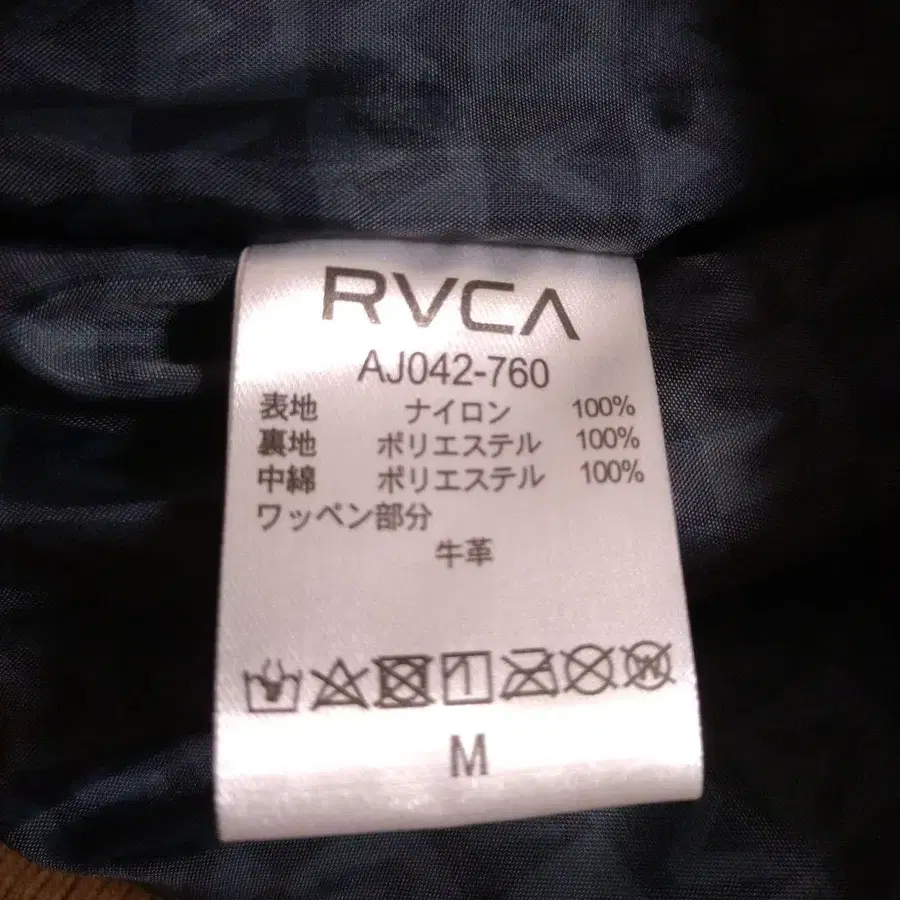 RVCA
AJ042-760
表地 ナイロン 100%
裏地 ポリエステル 100%
中綿 ポリエステル 100%
ワッペン部分
牛革
M